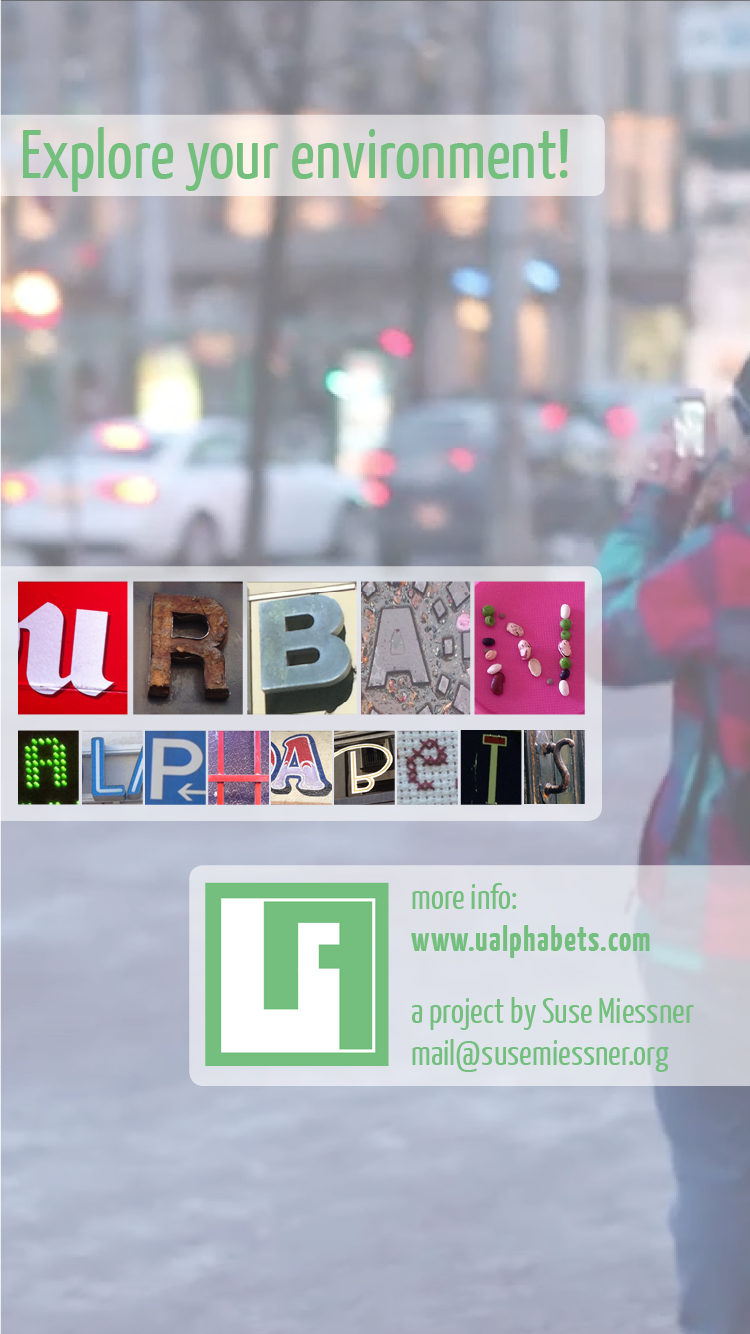 Explore your environment!
uRBAN
ALPHABeTS
more info:
www.ualphabets.com
a project by Suse Miessner
mail@susemiessner.org